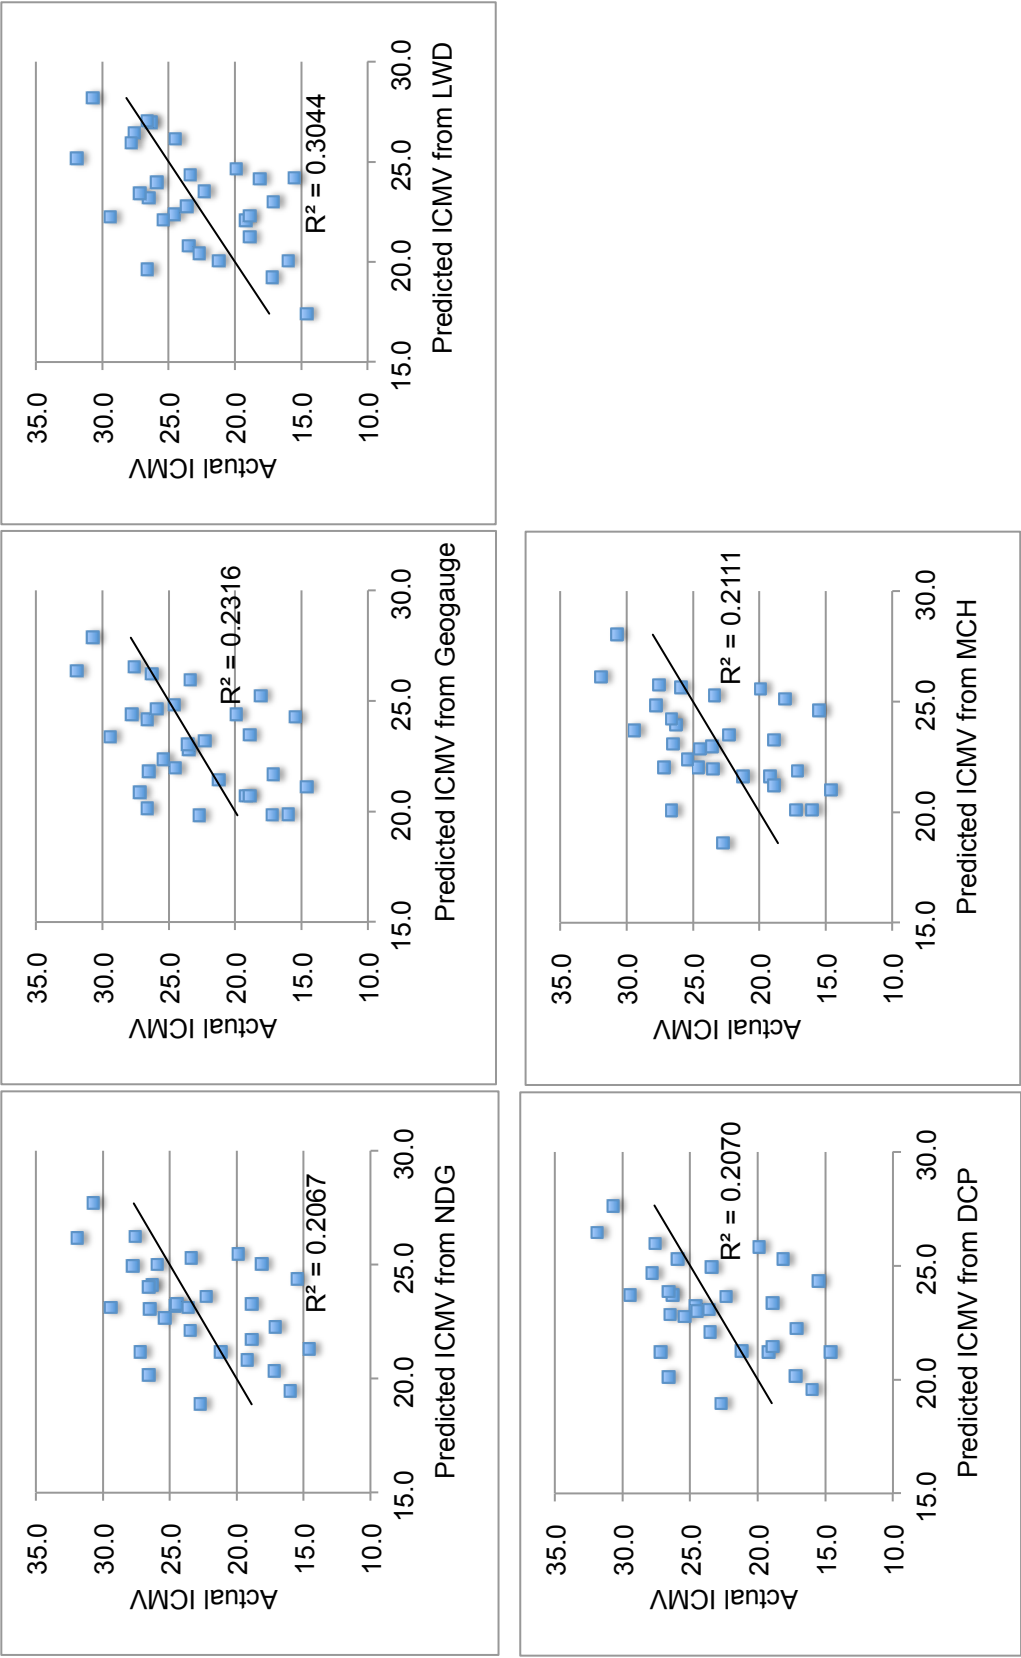 Actual ICMV
35.0
30.0
25.0
20.0
15.0
10.0
R² = 0.2067
15.0 20.0 25.0 30.0
Predicted ICMV from NDG
Actual ICMV
35.0
30.0
25.0
20.0
15.0
10.0
R² = 0.2316
15.0 20.0 25.0 30.0
Predicted ICMV from Geogauge
Actual ICMV
35.0
30.0
25.0
20.0
15.0
10.0
R² = 0.3044
15.0 20.0 25.0 30.0
Predicted ICMV from LWD
Actual ICMV
35.0
30.0
25.0
20.0
15.0
10.0
R² = 0.2070
15.0 20.0 25.0 30.0
Predicted ICMV from DCP
Actual ICMV
35.0
30.0
25.0
20.0
15.0
10.0
R² = 0.2111
15.0 20.0 25.0 30.0
Predicted ICMV from MCH